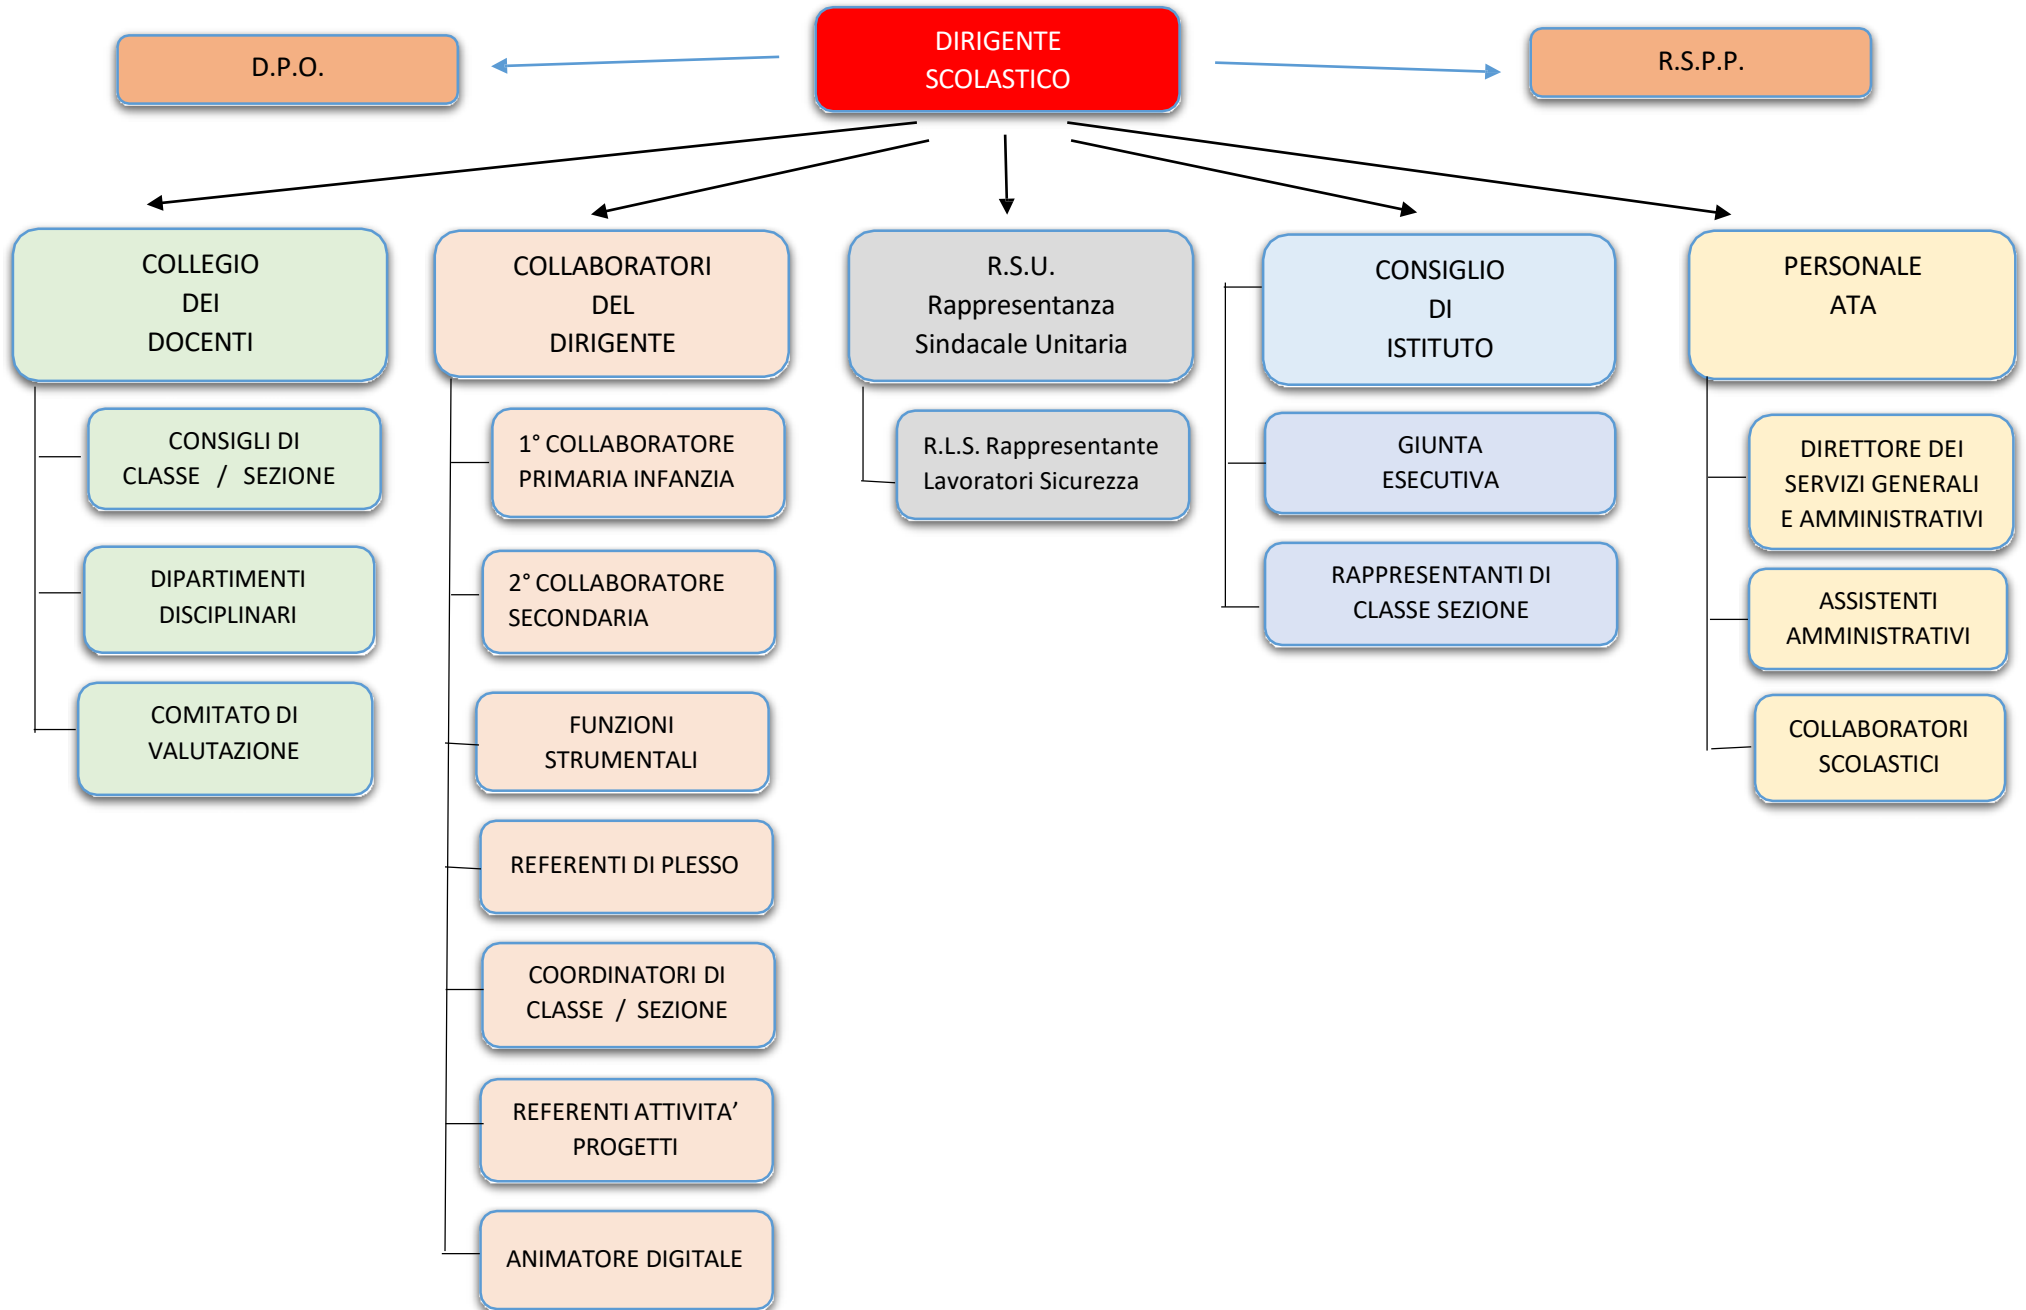 D.P.O.
DIRIGENTE
SCOLASTICO
R.S.P.P.
COLLEGIO
DEI
DOCENTI
CONSIGLI DI
CLASSE / SEZIONE
DIPARTIMENTI
DISCIPLINARI
COMITATO DI
VALUTAZIONE
COLLABORATORI
DEL
DIRIGENTE
1° COLLABORATORE
PRIMARIA INFANZIA
2° COLLABORATORE
SECONDARIA
FUNZIONI
STRUMENTALI
REFERENTI DI PLESSO
COORDINATORI DI
CLASSE / SEZIONE
REFERENTI ATTIVITA’
PROGETTI
ANIMATORE DIGITALE
R.S.U.
Rappresentanza
Sindacale Unitaria
R.L.S. Rappresentante
Lavoratori Sicurezza
CONSIGLIO
DI
ISTITUTO
GIUNTA
ESECUTIVA
RAPPRESENTANTI DI
CLASSE SEZIONE
PERSONALE
ATA
DIRETTORE DEI
SERVIZI GENERALI
E AMMINISTRATIVI
ASSISTENTI
AMMINISTRATIVI
COLLABORATORI
SCOLASTICI